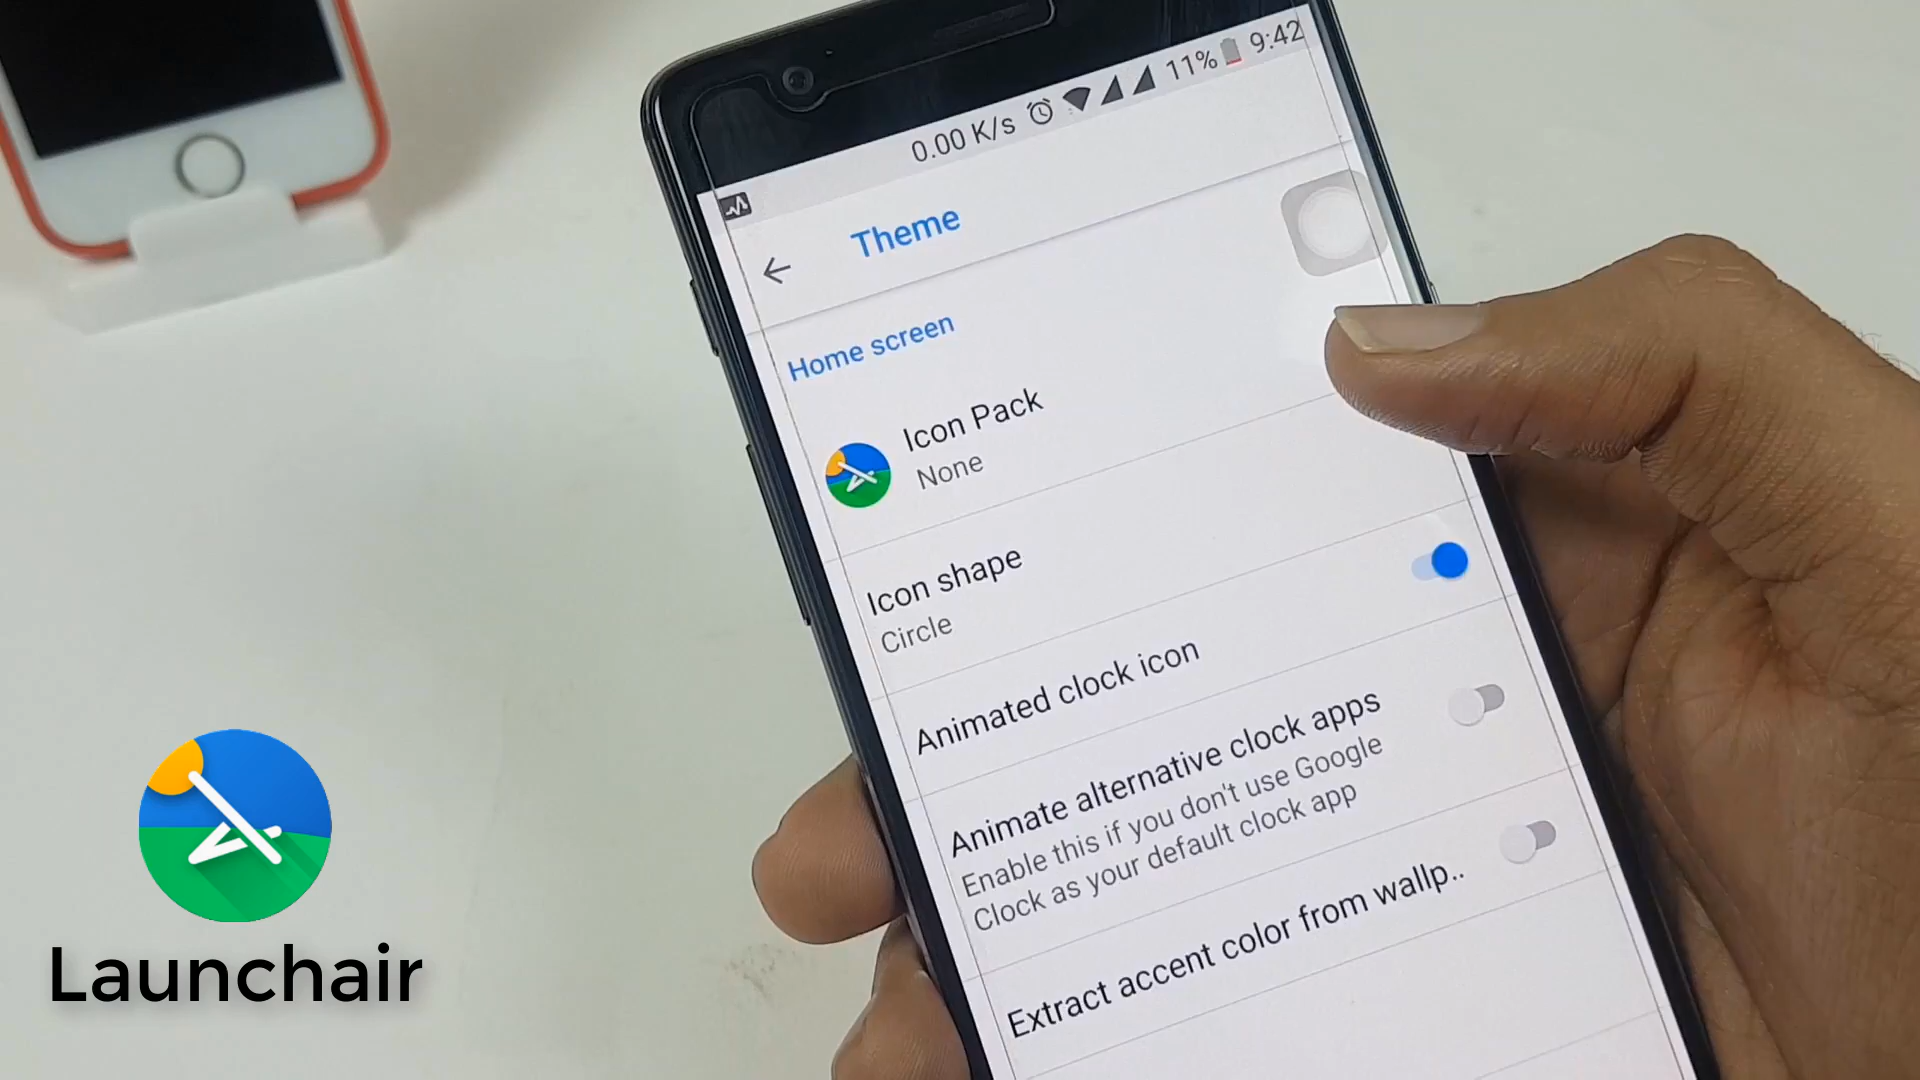 0.00 K/s 11% 9:42
Theme
Home screen
Icon Pack
None
Icon shape
Circle
Animated clock icon
Animate alternative clock apps
Enable this if you don't use Google
Clock as your default clock app
Extract accent color from wallp..
Launchair